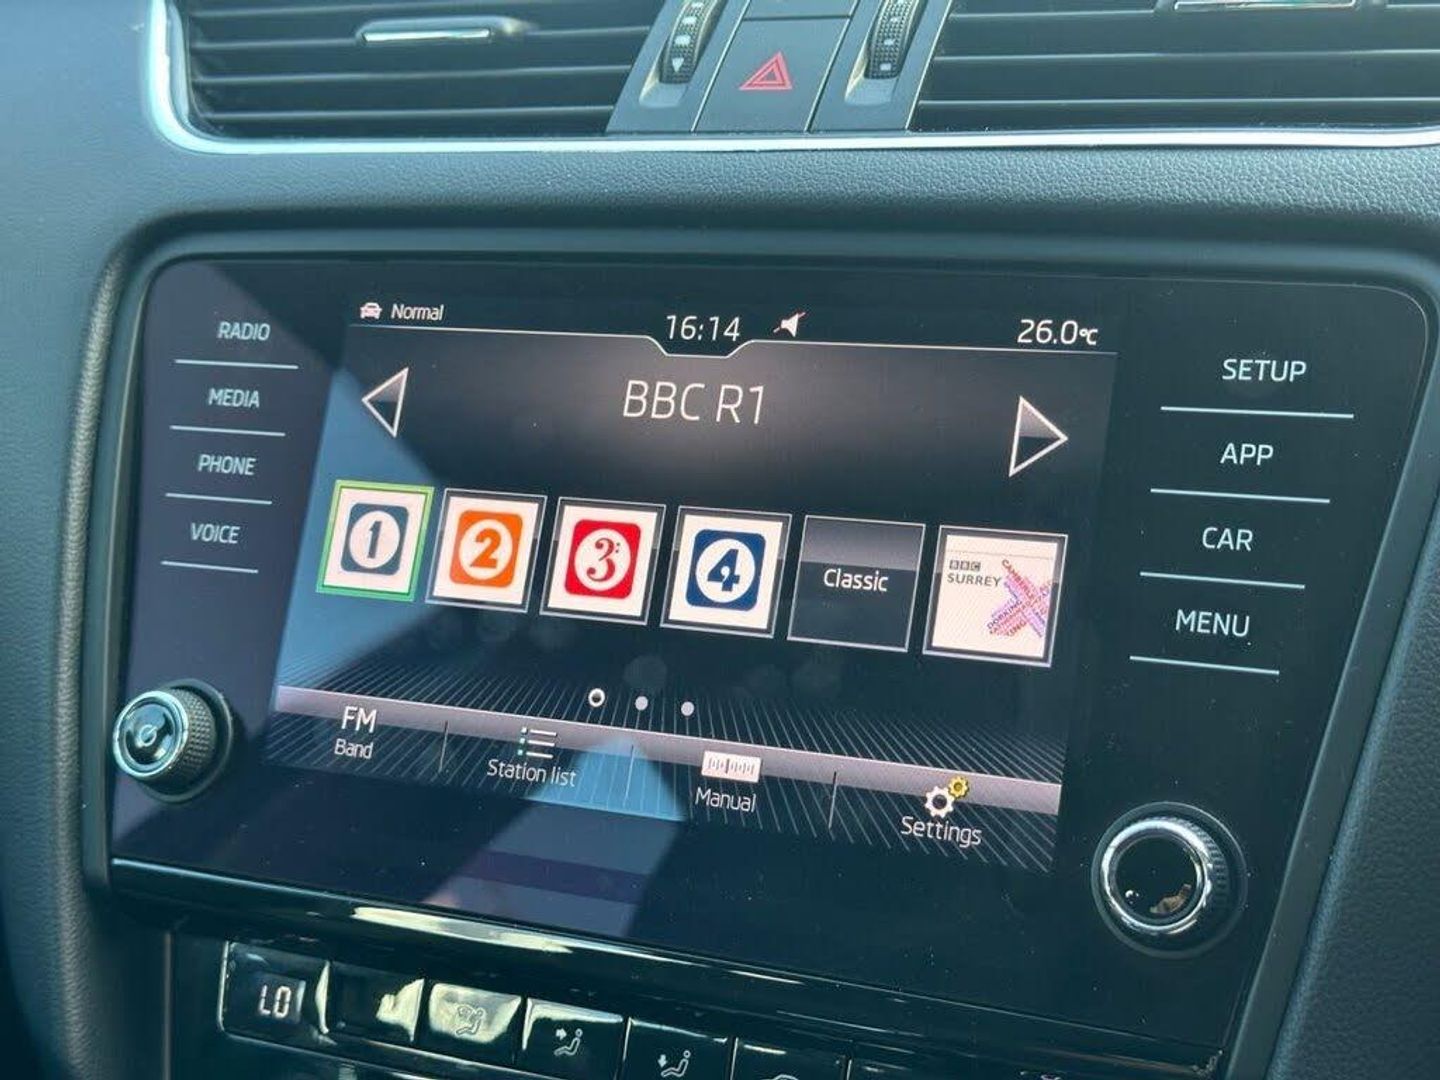 Normal
16:14
26.0°C
RADIO
MEDIA
PHONE
VOICE
BBC R1
SETUP
APP
CAR
MENU
1
2
3
4
Classic
BBC
SURREY
DORKING
FM
Band
Station list
Manual
Settings
LO